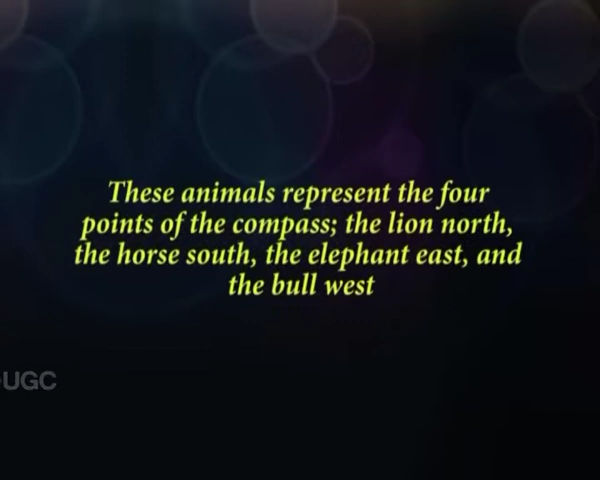 These animals represent the four
points of the compass; the lion north,
the horse south, the elephant east, and
the bull west
UGC